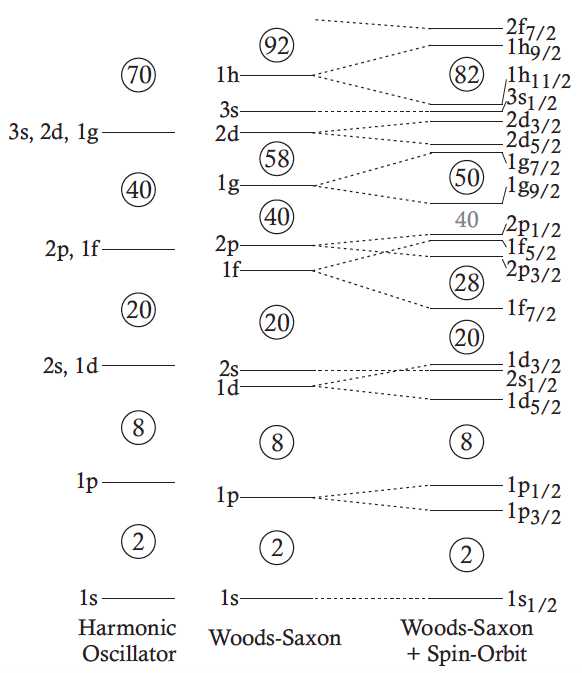 92
70
1h
3s
3s, 2d, 1g
2d
58
40
1g
40
2p, 1f
2p
1f
20
20
2s, 1d
2s
1d
8
8
1p
1p
2
2
1s
1s
Harmonic
Oscillator
Woods-Saxon
2f7/2
1h9/2
82
1h11/2
3s1/2
2d3/2
2d5/2
1g7/2
50
1g9/2
40
2p1/2
1f5/2
2p3/2
28
1f7/2
20
1d3/2
2s1/2
1d5/2
8
1p1/2
1p3/2
2
1s1/2
Woods-Saxon
+ Spin-Orbit